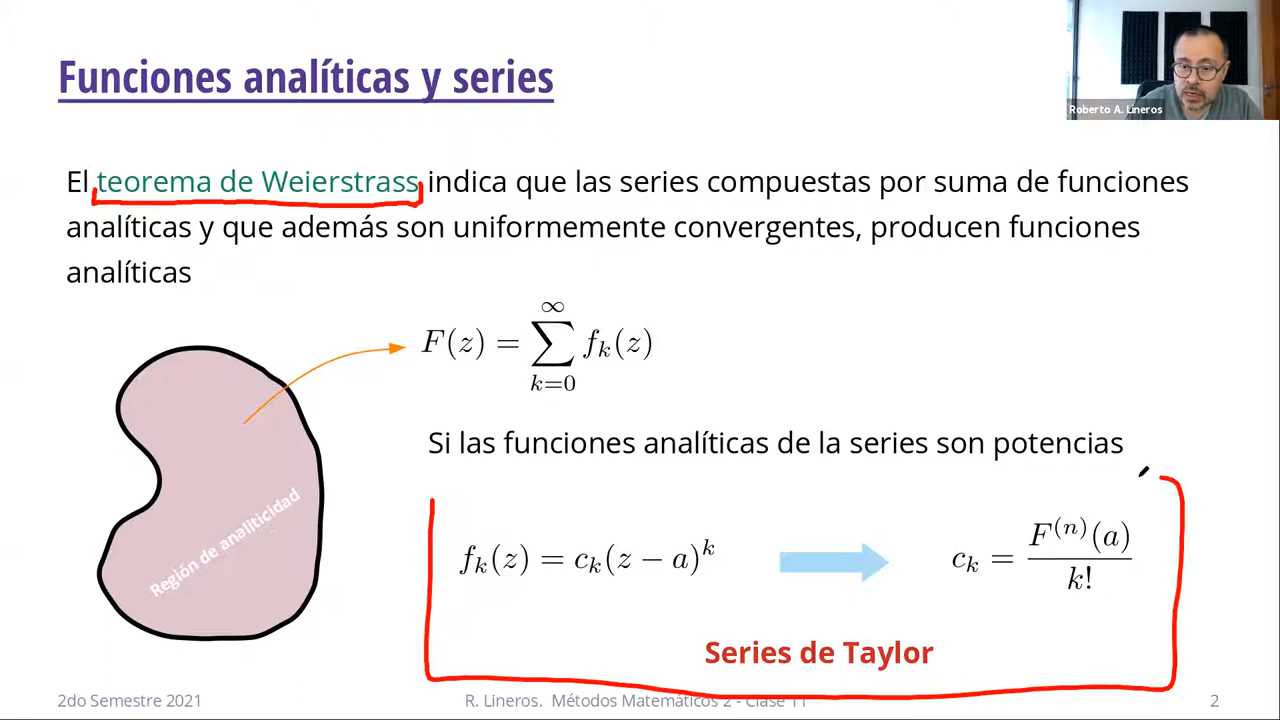 Funciones analíticas y series
Roberto A. Lineros
El teorema de Weierstrass indica que las series compuestas por suma de funciones
analíticas y que además son uniformemente convergentes, producen funciones
analíticas
F(z) = \sum_{k=0}^{\infty} f_k(z)
Si las funciones analíticas de la series son potencias
Región de analiticidad
f_k(z) = c_k(z − a)^k
c_k = \frac{F^{(n)}(a)}{k!}
Series de Taylor
2do Semestre 2021
R. Lineros. Métodos Matemáticos 2 - Clase 11
2